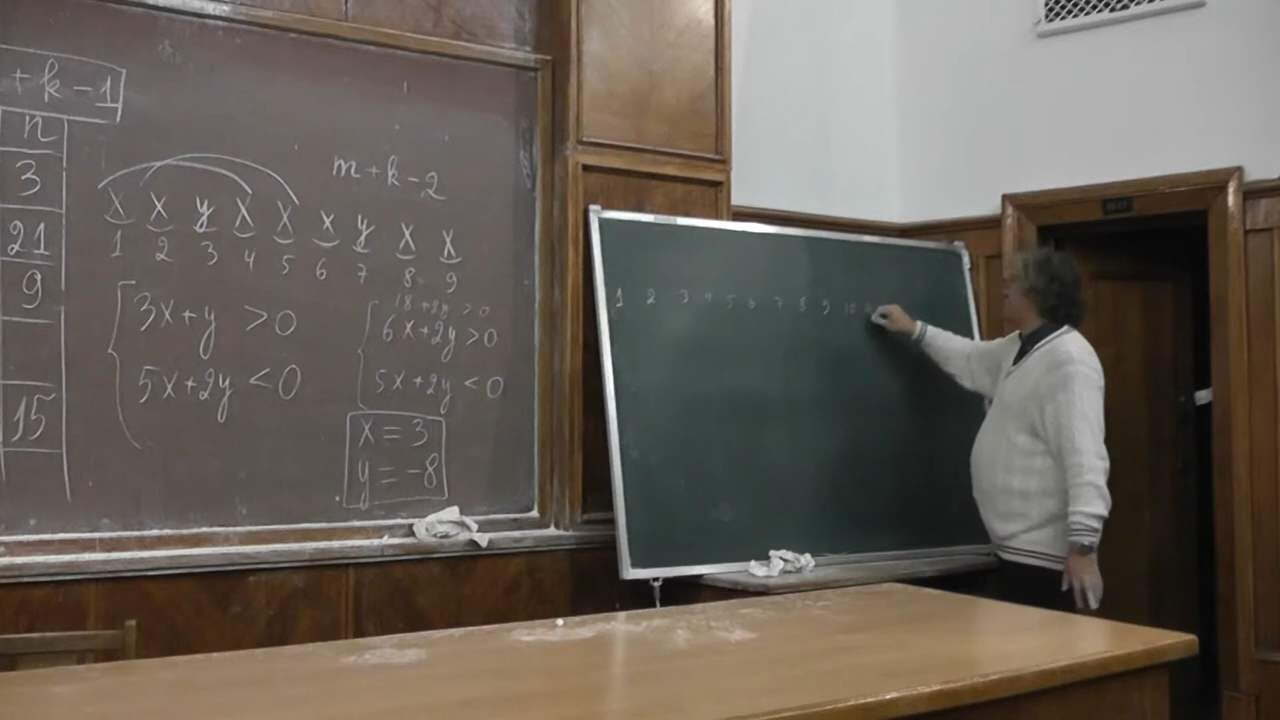 + k - 1
n
3
21
9
15
m + k - 2
x x y x x x y x x
1 2 3 4 5 6 7 8 9
3x + y > 0
5x + 2y < 0
18 + 2y > 0
6x + 2y > 0
5x + 2y < 0
x = 3
y = -8
1 2 3 4 5 6 7 8 9 10